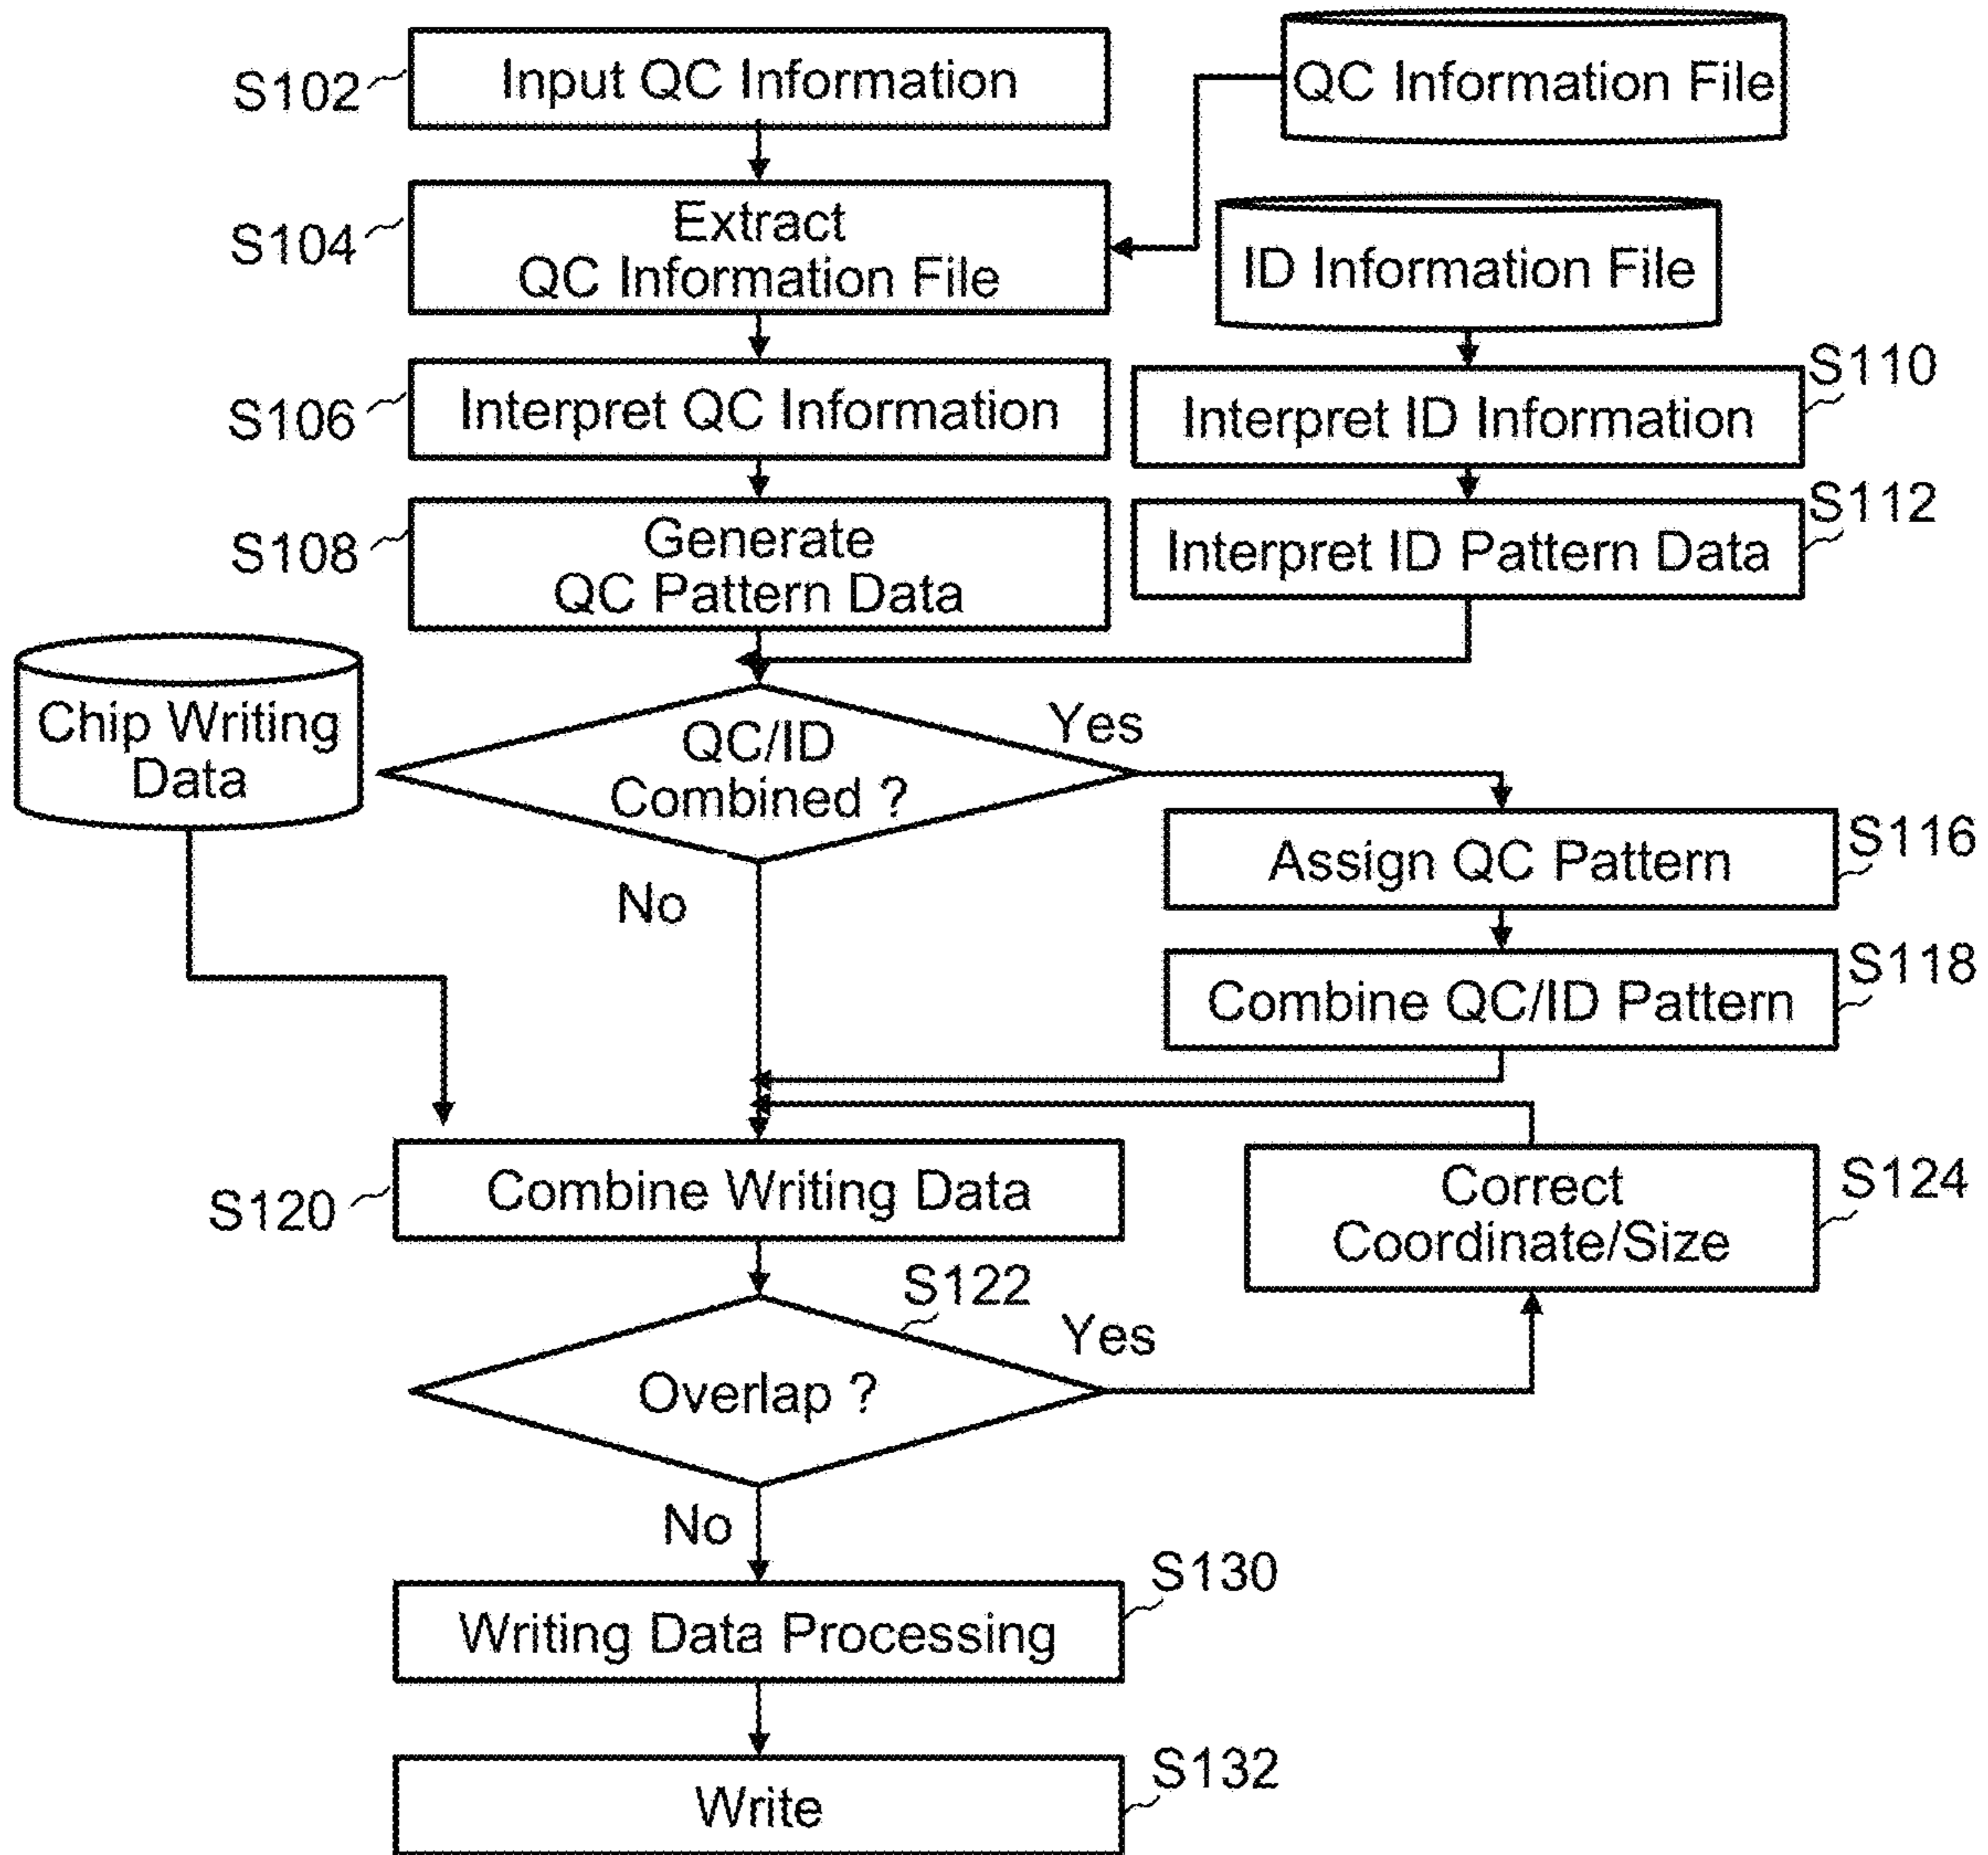 S102
Input QC Information
QC Information File
S104
Extract
QC Information File
ID Information File
S106
Interpret QC Information
S110
Interpret ID Information
S108
Generate
QC Pattern Data
S112
Interpret ID Pattern Data
Chip Writing
Data
QC/ID
Combined ?
Yes
No
S116
Assign QC Pattern
S118
Combine QC/ID Pattern
S120
Combine Writing Data
S124
Correct
Coordinate/Size
S122
Overlap ?
Yes
No
S130
Writing Data Processing
S132
Write